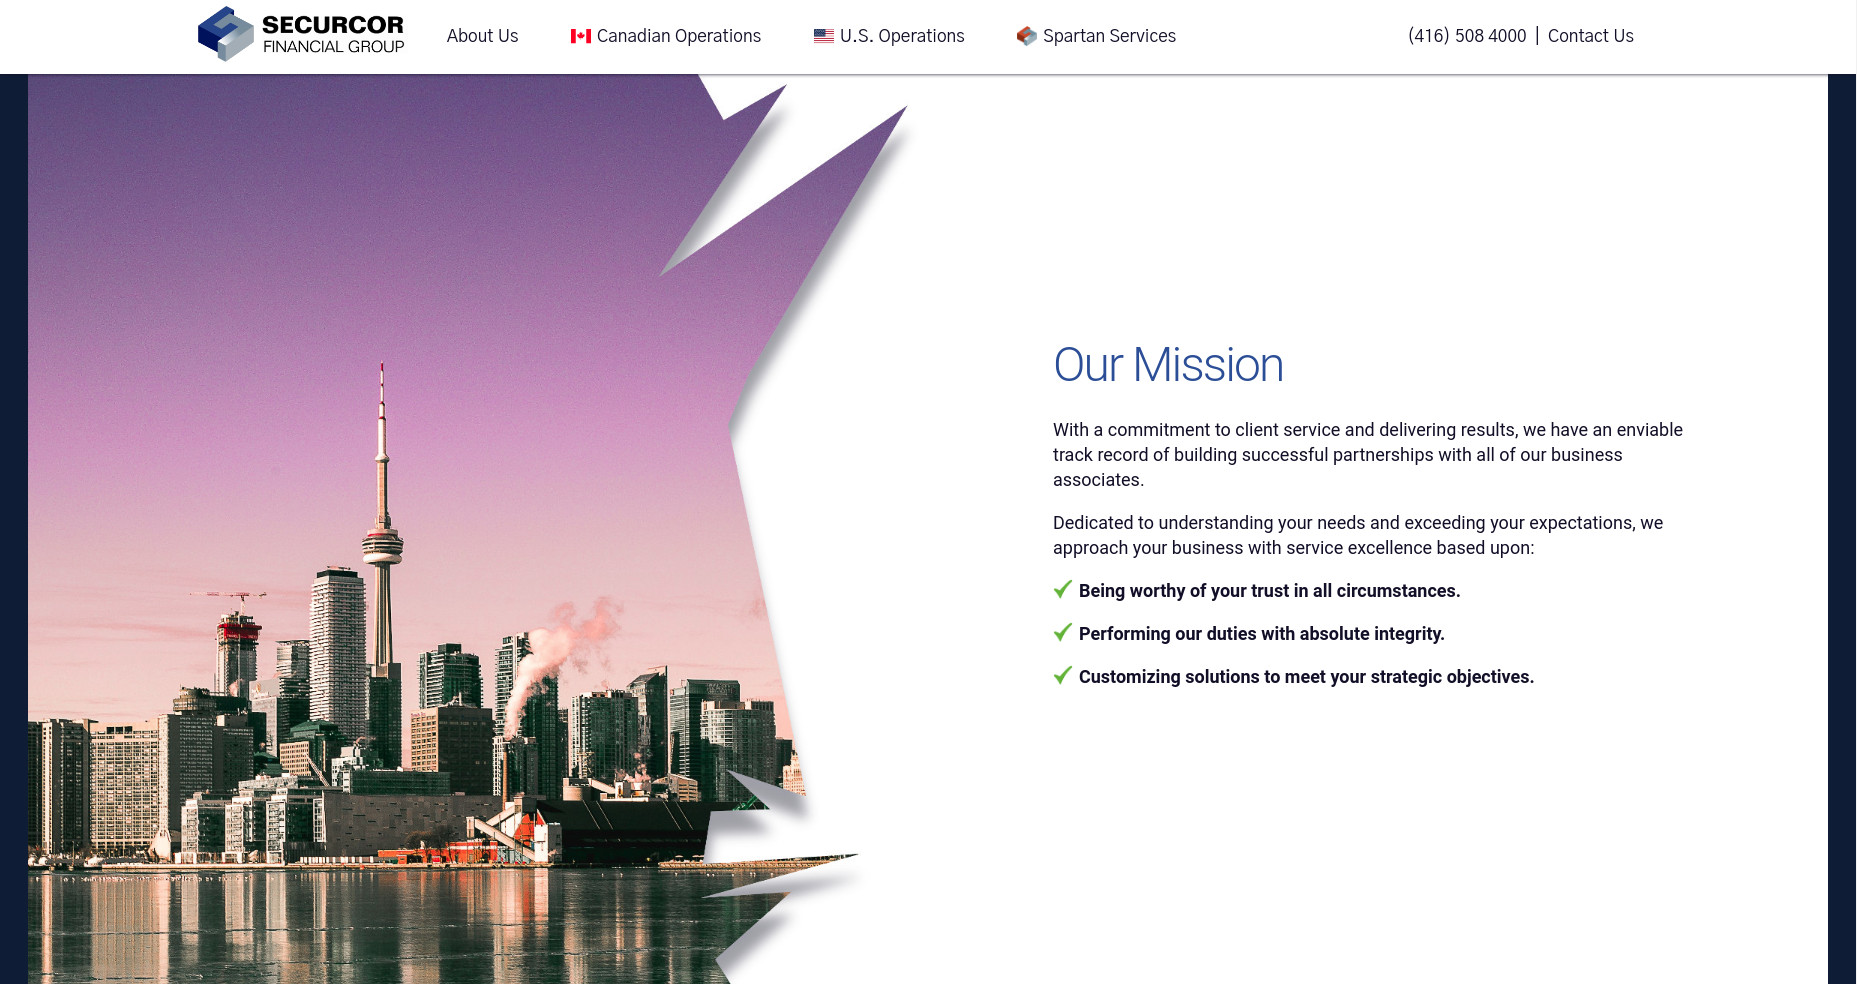 SECURCOR
FINANCIAL GROUP
About Us
Canadian Operations
U.S. Operations
Spartan Services
(416) 508 4000 | Contact Us
Our Mission
With a commitment to client service and delivering results, we have an enviable
track record of building successful partnerships with all of our business
associates.
Dedicated to understanding your needs and exceeding your expectations, we
approach your business with service excellence based upon:
Being worthy of your trust in all circumstances.
Performing our duties with absolute integrity.
Customizing solutions to meet your strategic objectives.